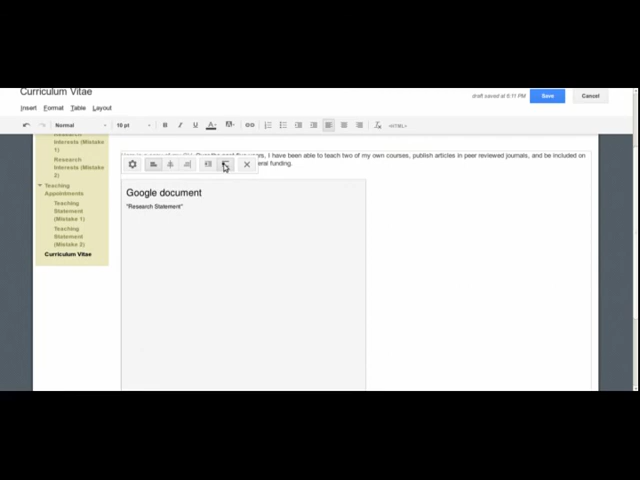 Curriculum Vitae
draft saved at 6:11 PM Save Cancel
Insert Format Table Layout
Normal 10 pt B I U A <HTML>
Research
Interests (Mistake
1)
Research
Interests (Mistake
2)
Teaching
Appointments
Teaching
Statement
(Mistake 1)
Teaching
Statement
(Mistake 2)
Curriculum Vitae
I have been able to teach two of my own courses, publish articles in peer reviewed journals, and be included on
funding.
Google document
"Research Statement"